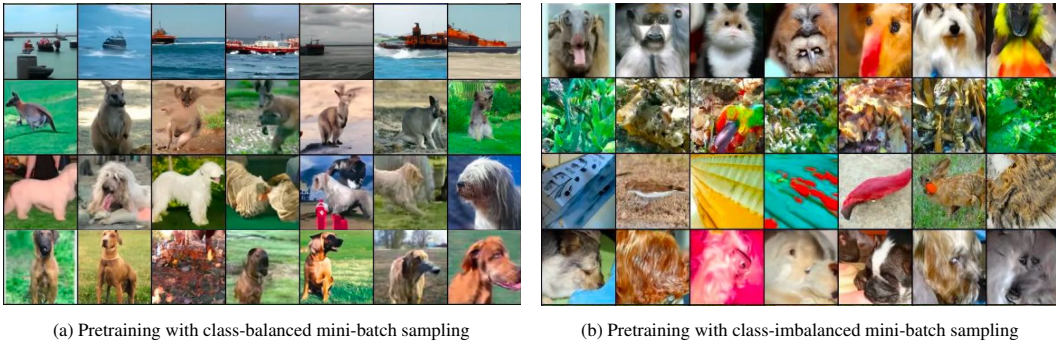 (a) Pretraining with class-balanced mini-batch sampling
(b) Pretraining with class-imbalanced mini-batch sampling